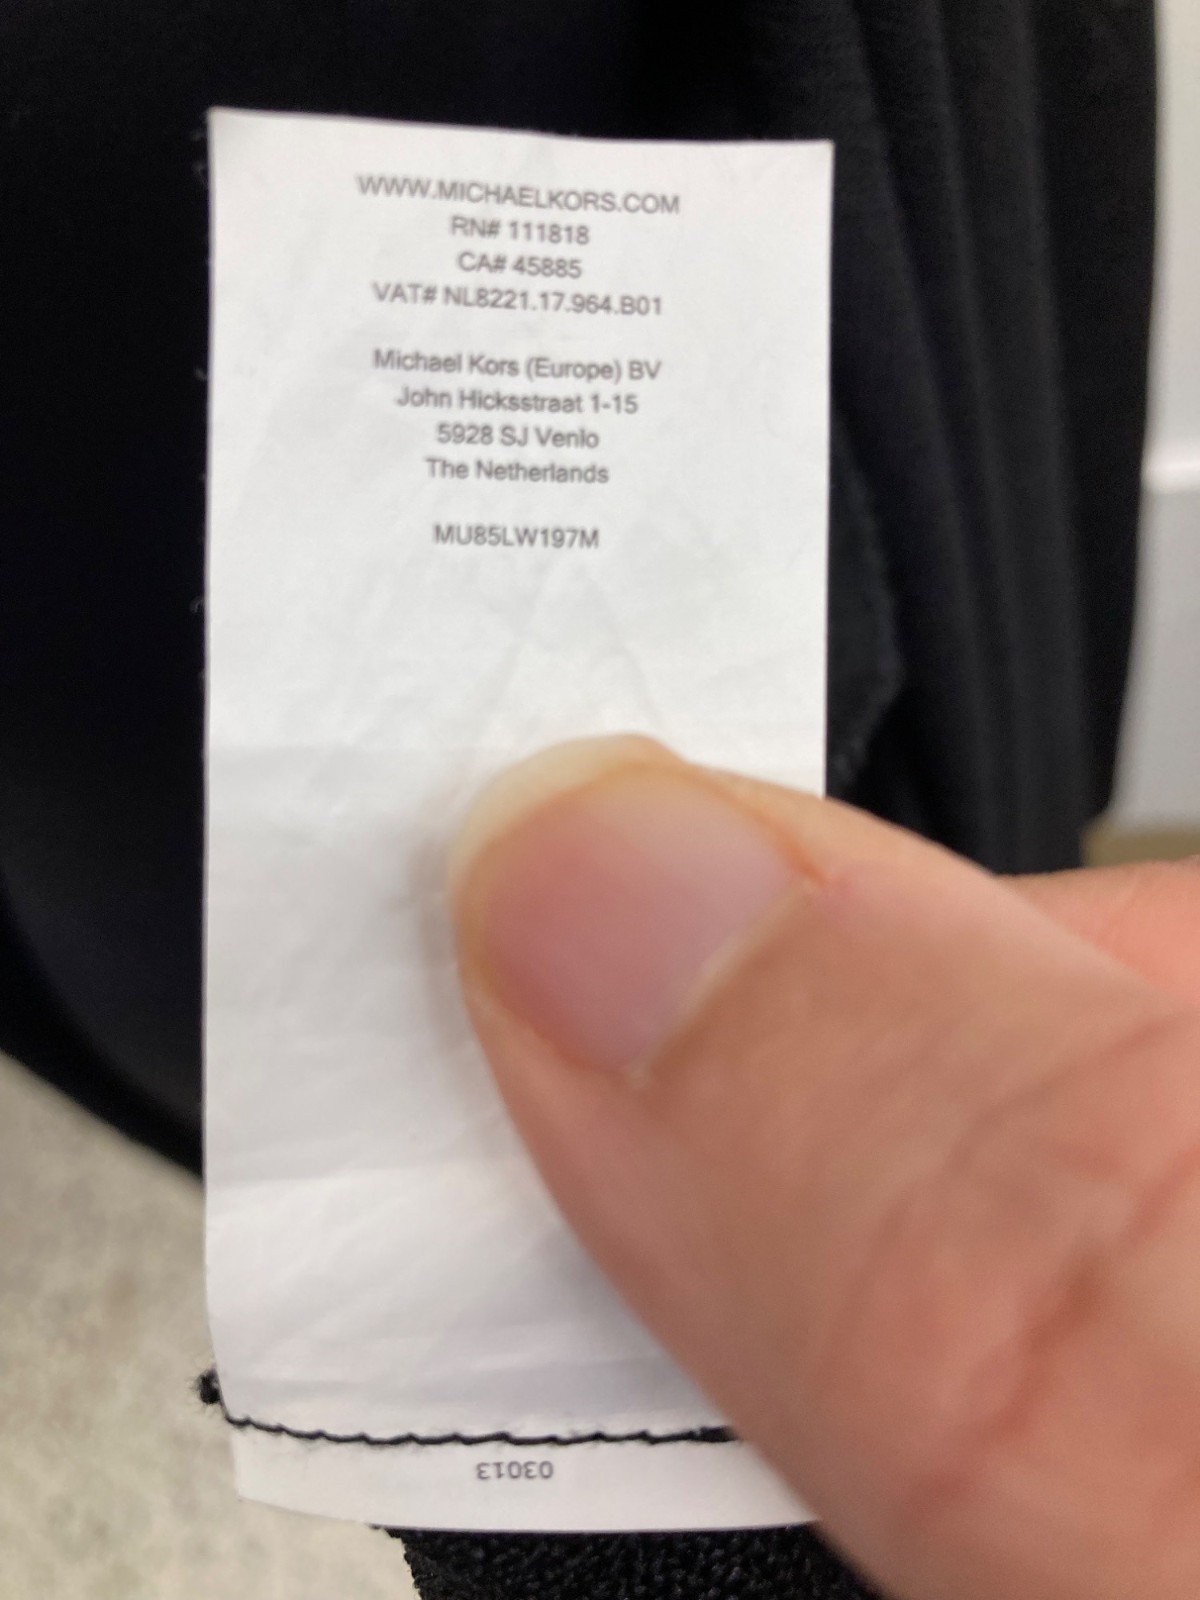 WWW.MICHAELKORS.COM
RN# 111818
CA# 45885
VAT# NL8221.17.964.B01
Michael Kors (Europe) BV
John Hicksstraat 1-15
5928 SJ Venlo
The Netherlands
MU85LW197M
03013